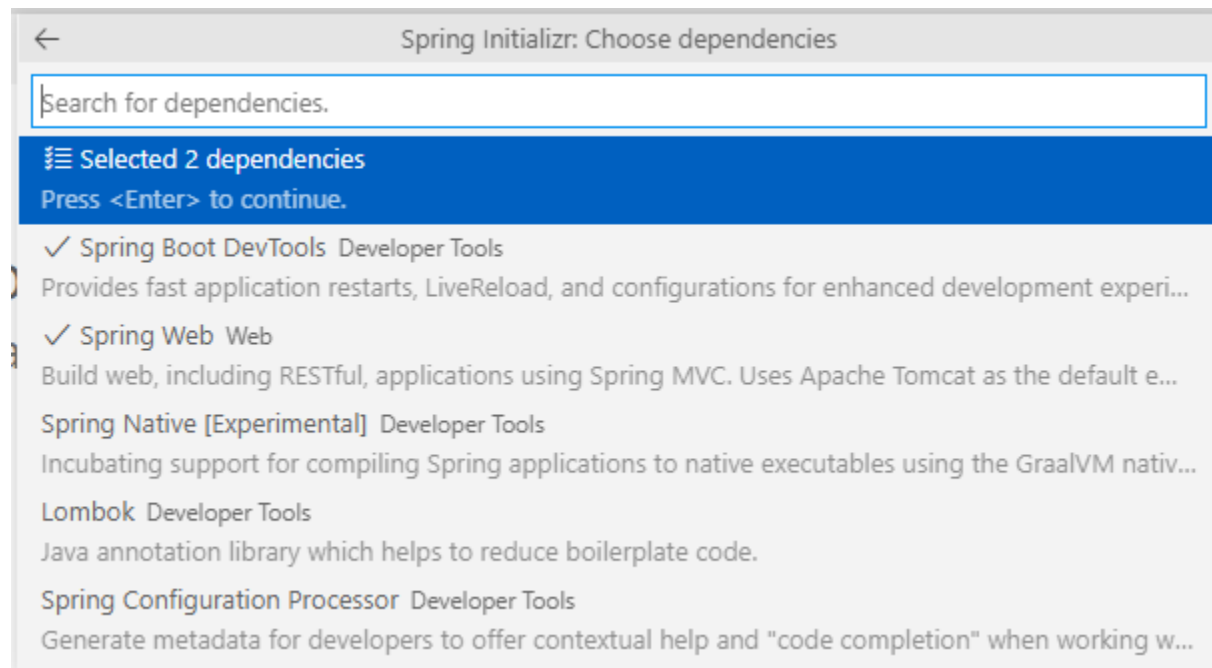 Spring Initializr: Choose dependencies
Search for dependencies.
Selected 2 dependencies
Press <Enter> to continue.
Spring Boot DevTools Developer Tools
Provides fast application restarts, LiveReload, and configurations for enhanced development experi...
Spring Web Web
Build web, including RESTful, applications using Spring MVC. Uses Apache Tomcat as the default e...
Spring Native [Experimental] Developer Tools
Incubating support for compiling Spring applications to native executables using the GraalVM nativ...
Lombok Developer Tools
Java annotation library which helps to reduce boilerplate code.
Spring Configuration Processor Developer Tools
Generate metadata for developers to offer contextual help and "code completion" when working w...